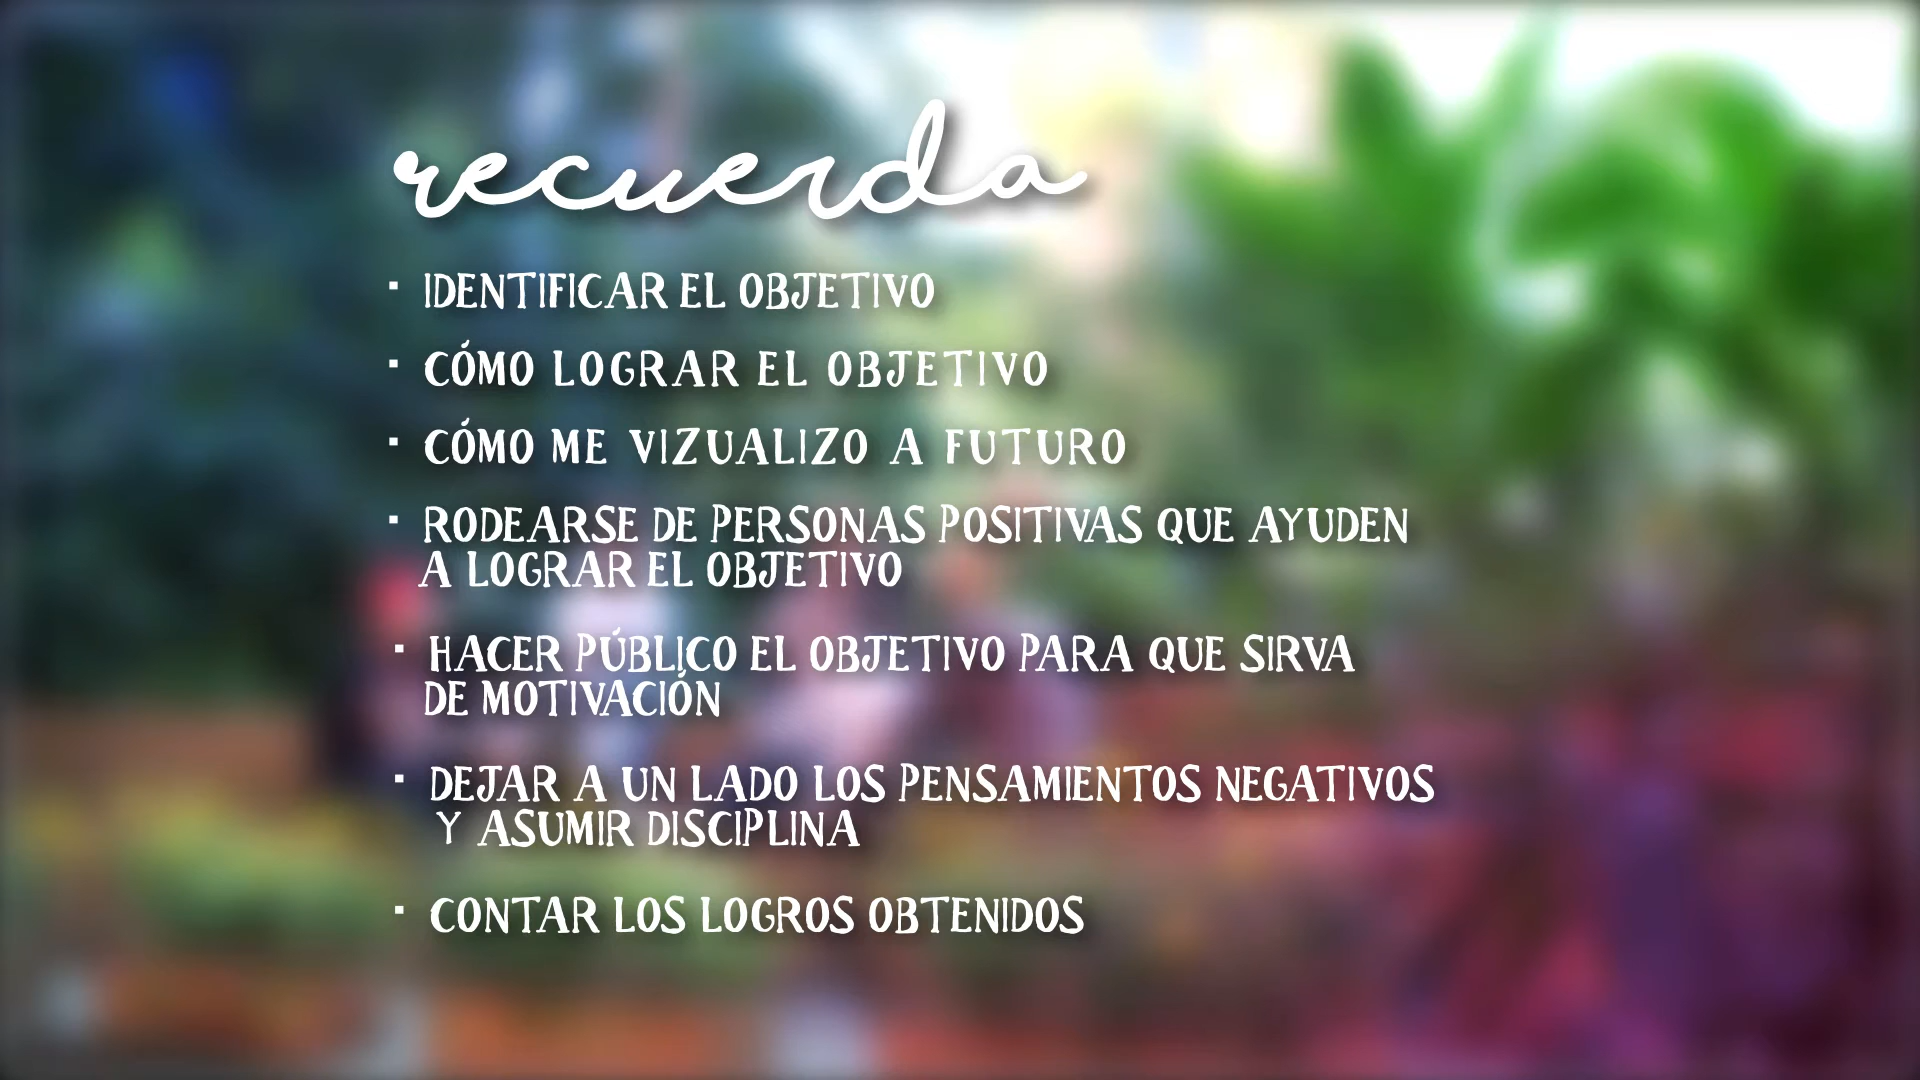 recuerda
· IDENTIFICAR EL OBJETIVO
· CÓMO LOGRAR EL OBJETIVO
· CÓMO ME VIZUALIZO A FUTURO
· RODEARSE DE PERSONAS POSITIVAS QUE AYUDEN
A LOGRAR EL OBJETIVO
· HACER PÚBLICO EL OBJETIVO PARA QUE SIRVA
DE MOTIVACIÓN
· DEJAR A UN LADO LOS PENSAMIENTOS NEGATIVOS
Y ASUMIR DISCIPLINA
· CONTAR LOS LOGROS OBTENIDOS